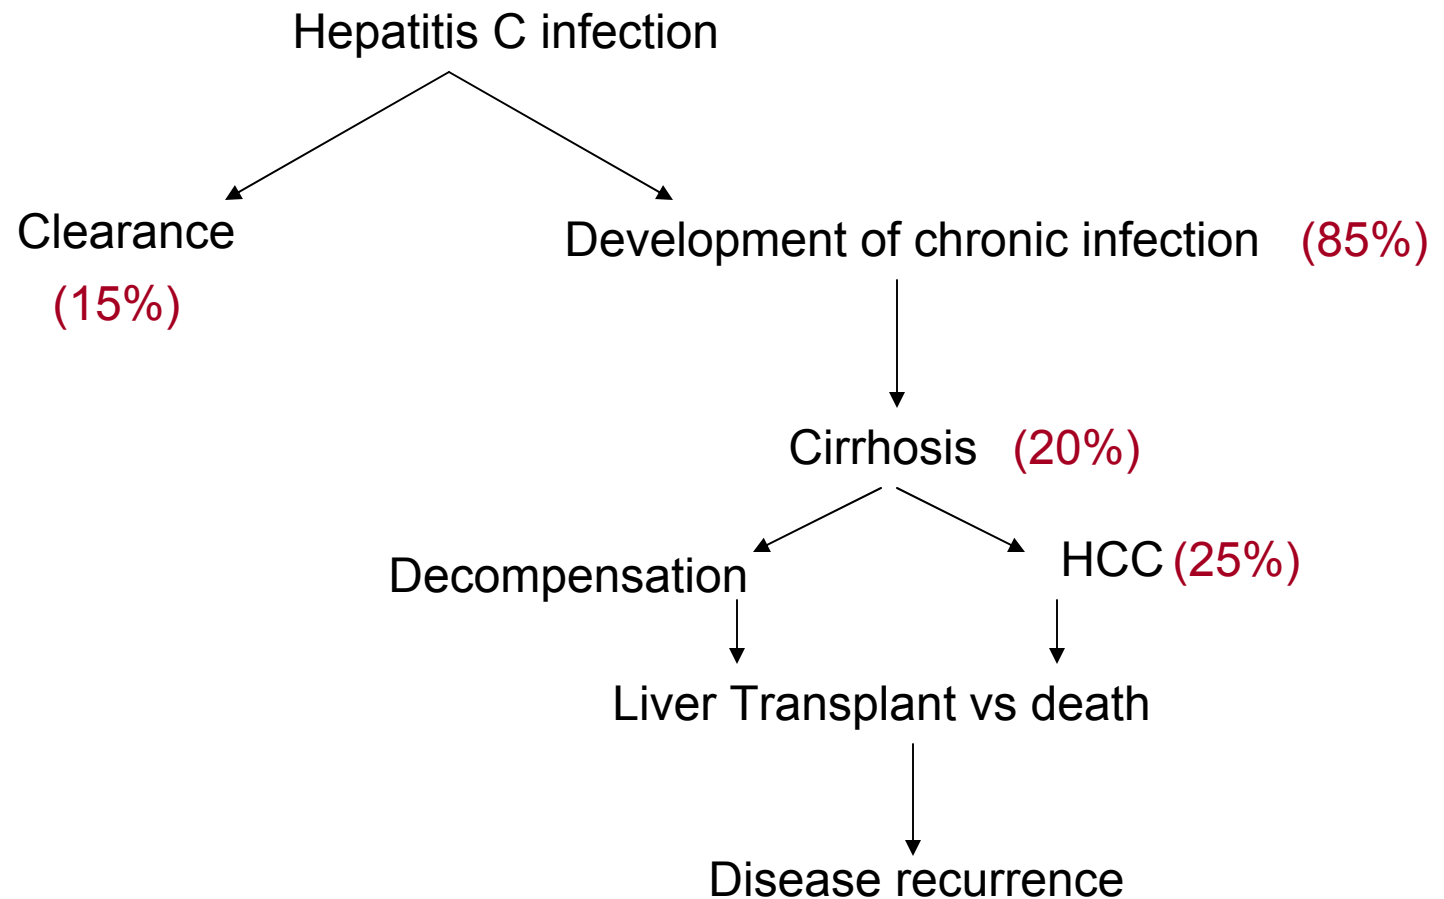 Hepatitis C infection
Clearance
(15%)
Development of chronic infection (85%)
Cirrhosis (20%)
Decompensation
HCC (25%)
Liver Transplant vs death
Disease recurrence